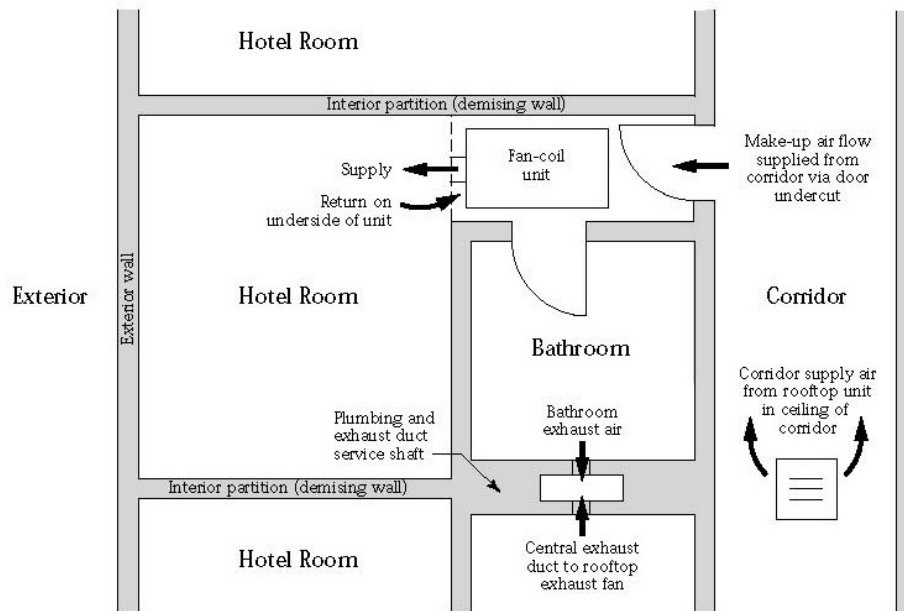 Hotel Room
Interior partition (demising wall)
Supply
Fan-coil
unit
Make-up air flow
supplied from
corridor via door
undercut
Return on
underside of unit
Exterior
Exterior wall
Hotel Room
Corridor
Bathroom
Corridor supply air
from rooftop unit
in ceiling of
corridor
Plumbing and
exhaust duct
service shaft
Bathroom
exhaust air
Interior partition (demising wall)
Hotel Room
Central exhaust
duct to rooftop
exhaust fan